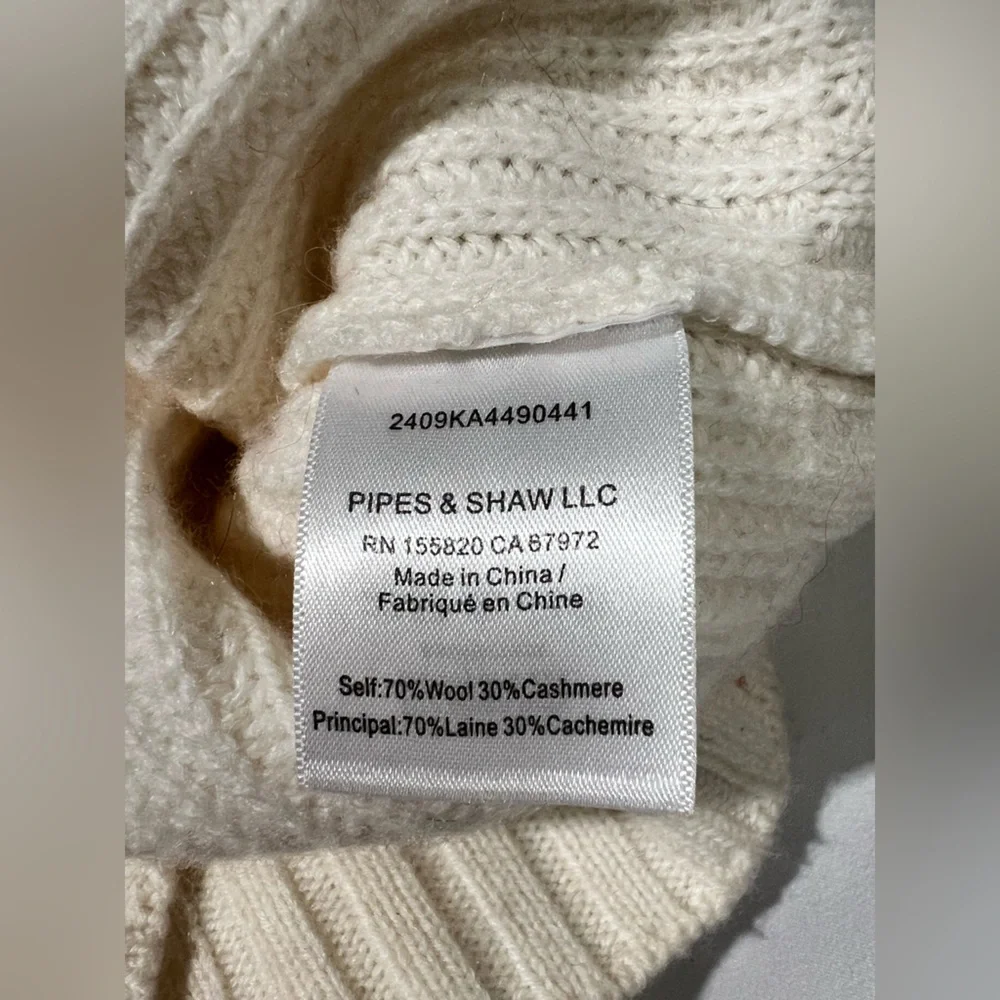 2409KA4490441
PIPES & SHAW LLC
RN 155820 CA 67972
Made in China /
Fabriqué en Chine
Self:70%Wool 30%Cashmere
Principal:70%Laine 30%Cachemire